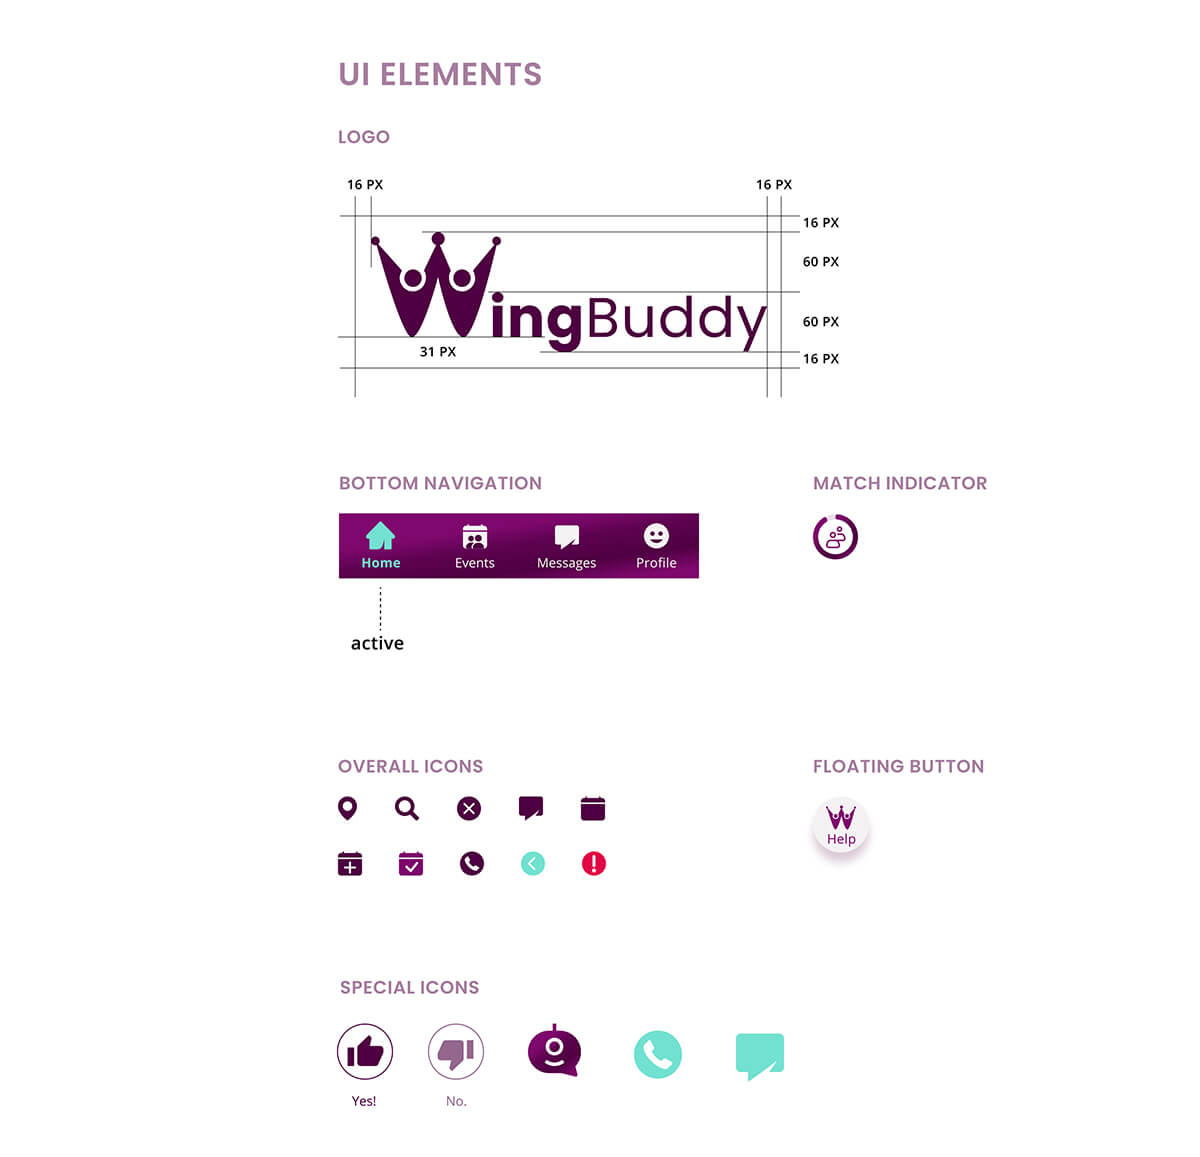 UI ELEMENTS
LOGO
16 PX 16 PX
16 PX
60 PX
WingBuddy
60 PX
31 PX
16 PX
BOTTOM NAVIGATION
MATCH INDICATOR
Home Events Messages Profile
active
OVERALL ICONS
FLOATING BUTTON
Help
SPECIAL ICONS
Yes! No.